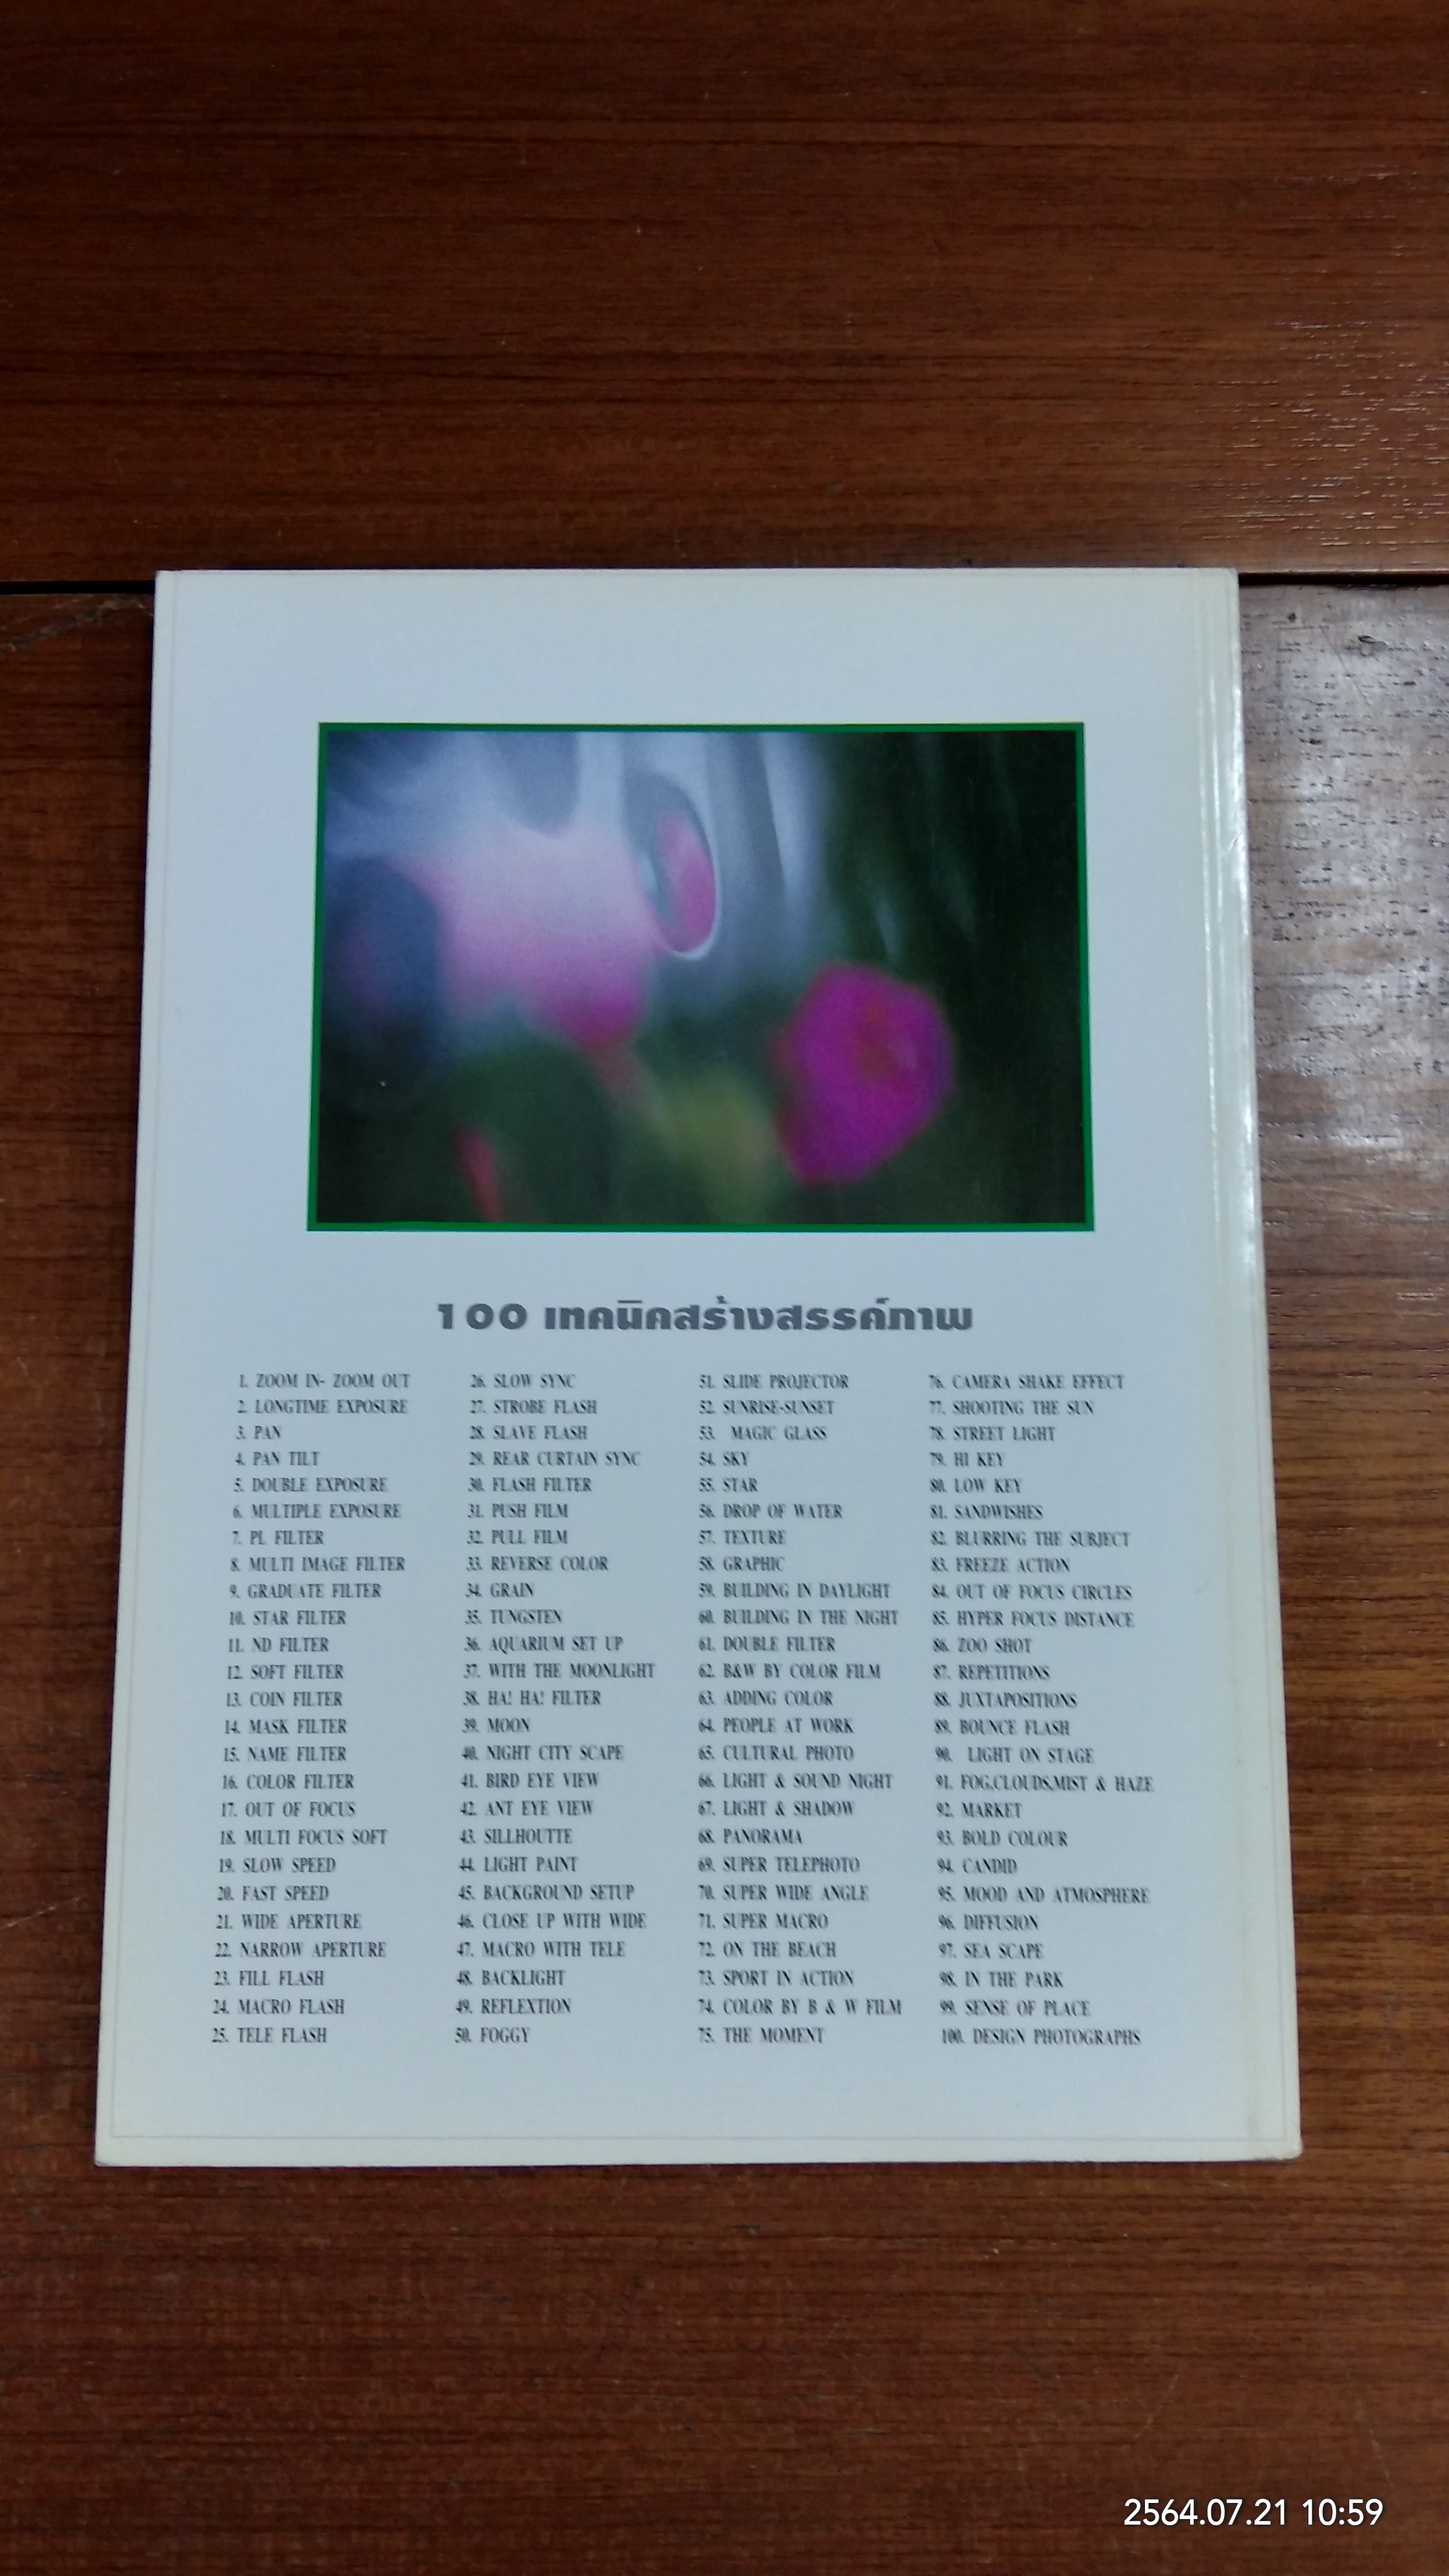 100 เทคนิคสร้างสรรค์ภาพ
1. ZOOM IN- ZOOM OUT
2. LONGTIME EXPOSURE
3. PAN
4. PAN TILT
5. DOUBLE EXPOSURE
6. MULTIPLE EXPOSURE
7. PL FILTER
8. MULTI IMAGE FILTER
9. GRADUATE FILTER
10. STAR FILTER
11. ND FILTER
12. SOFT FILTER
13. COIN FILTER
14. MASK FILTER
15. NAME FILTER
16. COLOR FILTER
17. OUT OF FOCUS
18. MULTI FOCUS SOFT
19. SLOW SPEED
20. FAST SPEED
21. WIDE APERTURE
22. NARROW APERTURE
23. FILL FLASH
24. MACRO FLASH
25. TELE FLASH
26. SLOW SYNC
27. STROBE FLASH
28. SLAVE FLASH
29. REAR CURTAIN SYNC
30. FLASH FILTER
31. PUSH FILM
32. PULL FILM
33. REVERSE COLOR
34. GRAIN
35. TUNGSTEN
36. AQUARIUM SET UP
37. WITH THE MOONLIGHT
38. HA! HA! FILTER
39. MOON
40. NIGHT CITY SCAPE
41. BIRD EYE VIEW
42. ANT EYE VIEW
43. SILLHOUTTE
44. LIGHT PAINT
45. BACKGROUND SETUP
46. CLOSE UP WITH WIDE
47. MACRO WITH TELE
48. BACKLIGHT
49. REFLEXTION
50. FOGGY
51. SLIDE PROJECTOR
52. SUNRISE-SUNSET
53. MAGIC GLASS
54. SKY
55. STAR
56. DROP OF WATER
57. TEXTURE
58. GRAPHIC
59. BUILDING IN DAYLIGHT
60. BUILDING IN THE NIGHT
61. DOUBLE FILTER
62. B&W BY COLOR FILM
63. ADDING COLOR
64. PEOPLE AT WORK
65. CULTURAL PHOTO
66. LIGHT & SOUND NIGHT
67. LIGHT & SHADOW
68. PANORAMA
69. SUPER TELEPHOTO
70. SUPER WIDE ANGLE
71. SUPER MACRO
72. ON THE BEACH
73. SPORT IN ACTION
74. COLOR BY B & W FILM
75. THE MOMENT
76. CAMERA SHAKE EFFECT
77. SHOOTING THE SUN
78. STREET LIGHT
79. HI KEY
80. LOW KEY
81. SANDWISHES
82. BLURRING THE SUBJECT
83. FREEZE ACTION
84. OUT OF FOCUS CIRCLES
85. HYPER FOCUS DISTANCE
86. ZOO SHOT
87. REPETITIONS
88. JUXTAPOSITIONS
89. BOUNCE FLASH
90. LIGHT ON STAGE
91. FOG,CLOUDS,MIST & HAZE
92. MARKET
93. BOLD COLOUR
94. CANDID
95. MOOD AND ATMOSPHERE
96. DIFFUSION
97. SEA SCAPE
98. IN THE PARK
99. SENSE OF PLACE
100. DESIGN PHOTOGRAPHS
2564.07.21 10:59